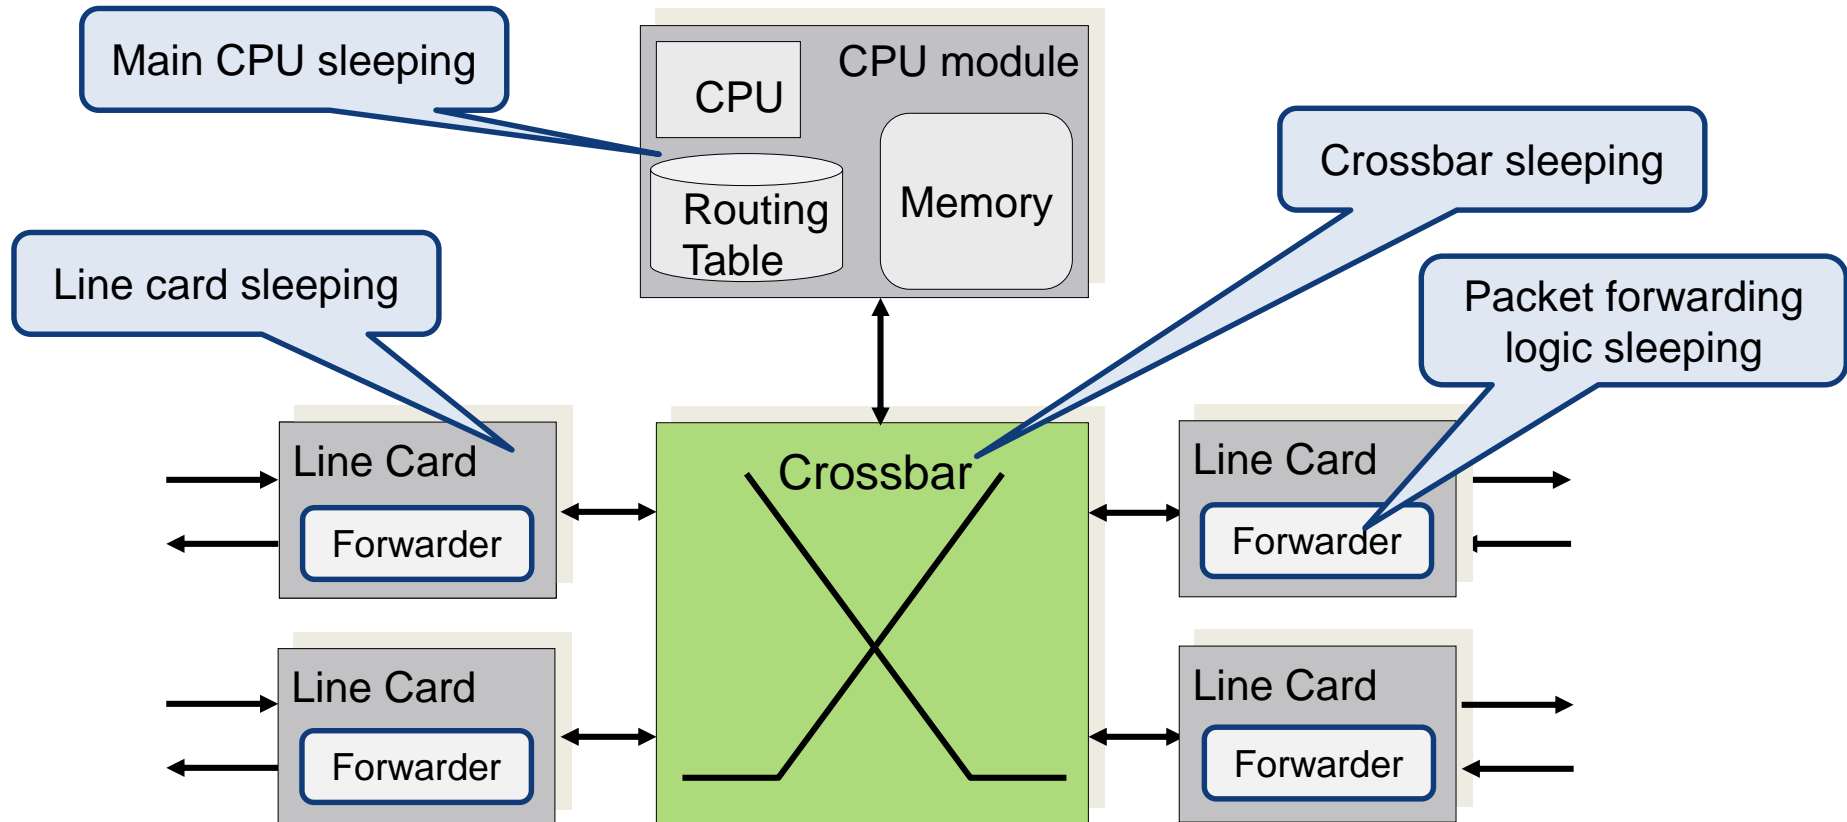 Main CPU sleeping
CPU module
CPU
Routing
Table
Memory
Crossbar sleeping
Line card sleeping
Packet forwarding
logic sleeping
Line Card
Forwarder
Crossbar
Line Card
Forwarder
Line Card
Forwarder
Line Card
Forwarder